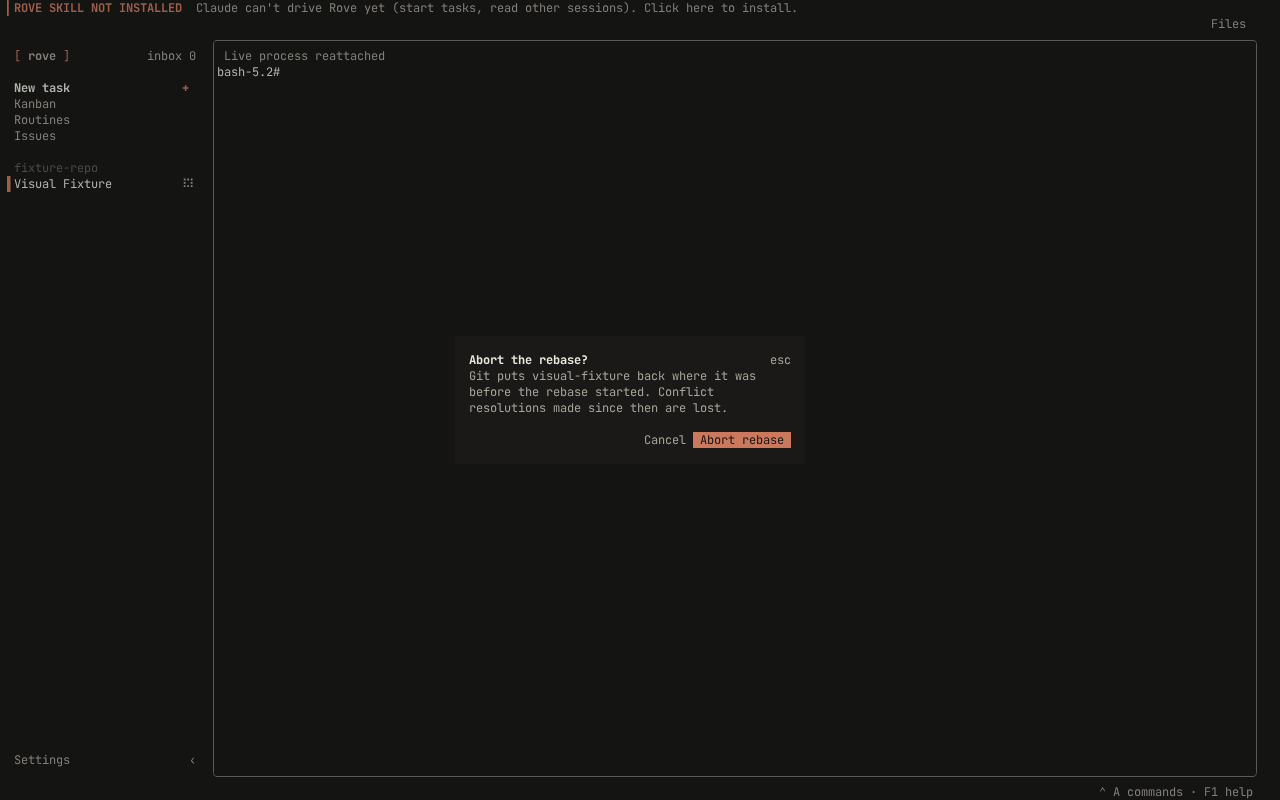 ROVE SKILL NOT INSTALLED Claude can't drive Rove yet (start tasks, read other sessions). Click here to install.
Files
[ rove ] inbox 0
Live process reattached
bash-5.2#
New task +
Kanban
Routines
Issues
fixture-repo
Visual Fixture
Abort the rebase? esc
Git puts visual-fixture back where it was
before the rebase started. Conflict
resolutions made since then are lost.
Cancel Abort rebase
Settings ‹
^ A commands · F1 help